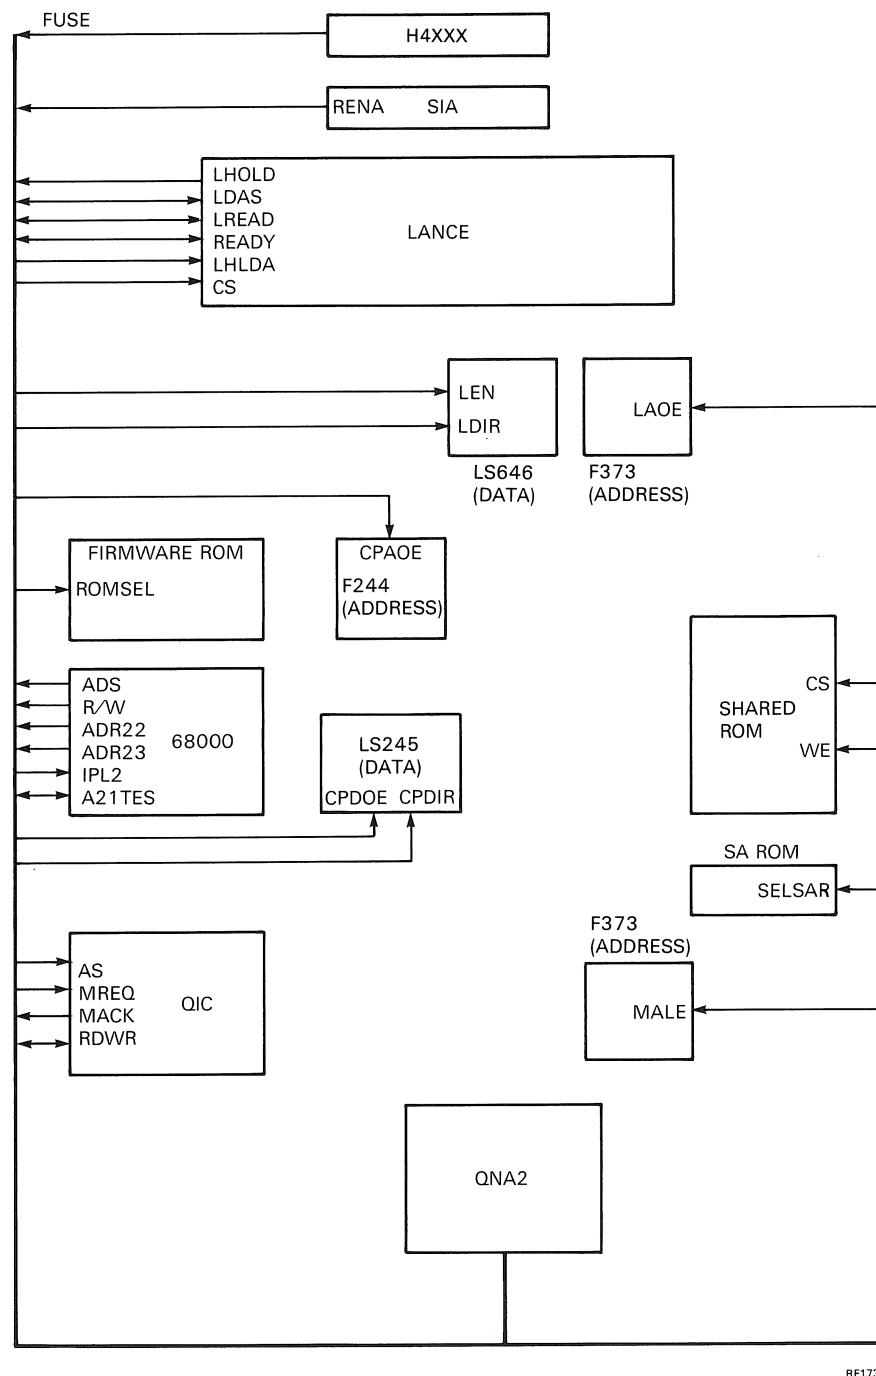 FUSE
H4XXX
RENA SIA
LHOLD
LDAS
LREAD
READY
LHLDA
CS
LANCE
LEN
LDIR
LS646
(DATA)
LAOE
F373
(ADDRESS)
FIRMWARE ROM
ROMSEL
CPAOE
F244
(ADDRESS)
ADS
R/W
ADR22
ADR23
IPL2
A21TES
68000
LS245
(DATA)
CPDOE CPDIR
CS
SHARED
ROM
WE
SA ROM
SELSAR
AS
MREQ
MACK
RDWR
QIC
F373
(ADDRESS)
MALE
QNA2